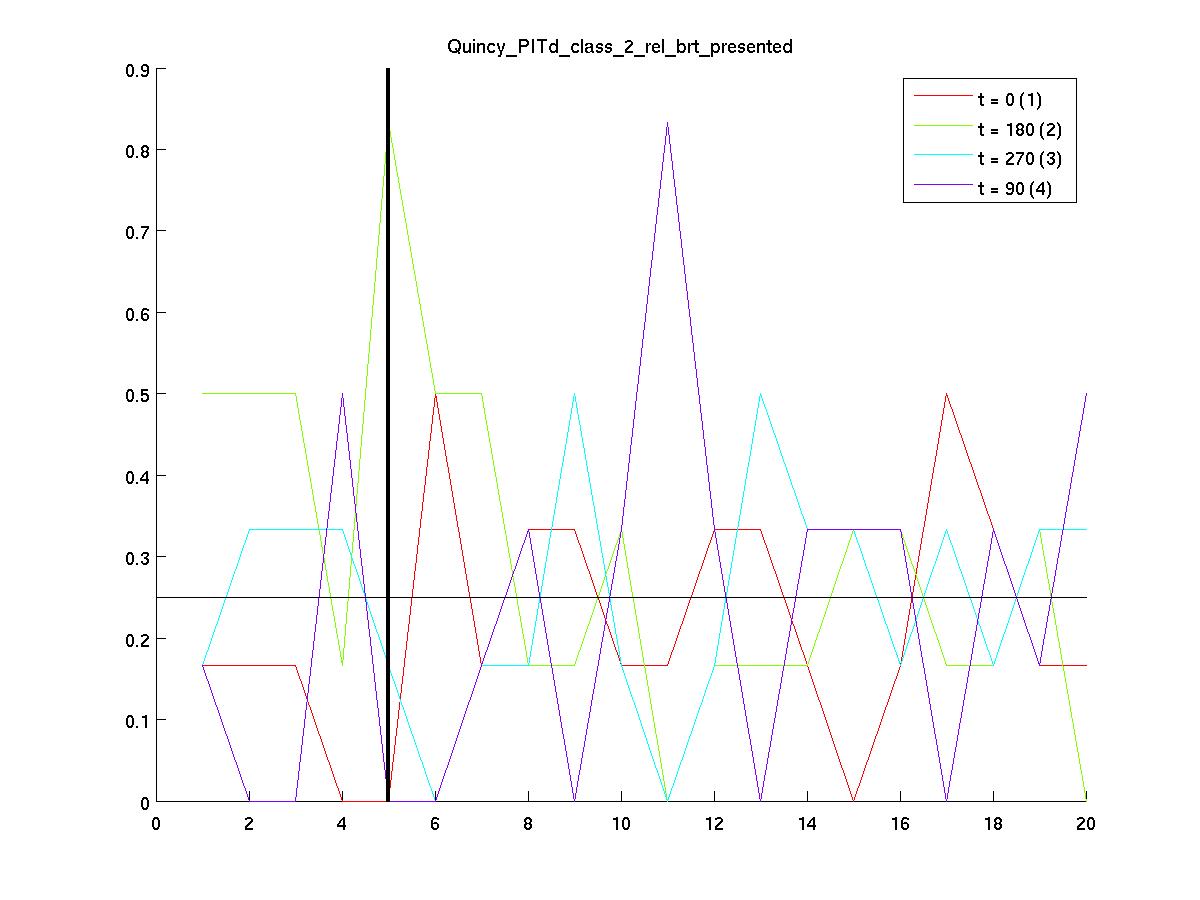 Quincy_PITd_class_2_rel_brt_presented
0.9
0.8
0.7
0.6
0.5
0.4
0.3
0.2
0.1
0
t = 0 (1)
t = 180 (2)
t = 270 (3)
t = 90 (4)
0 2 4 6 8 10 12 14 16 18 20